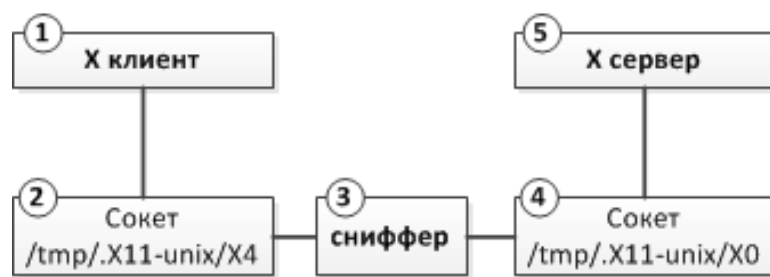 1
X клиент
5
X сервер
2
Сокет
/tmp/.X11-unix/X4
3
сниффер
4
Сокет
/tmp/.X11-unix/X0